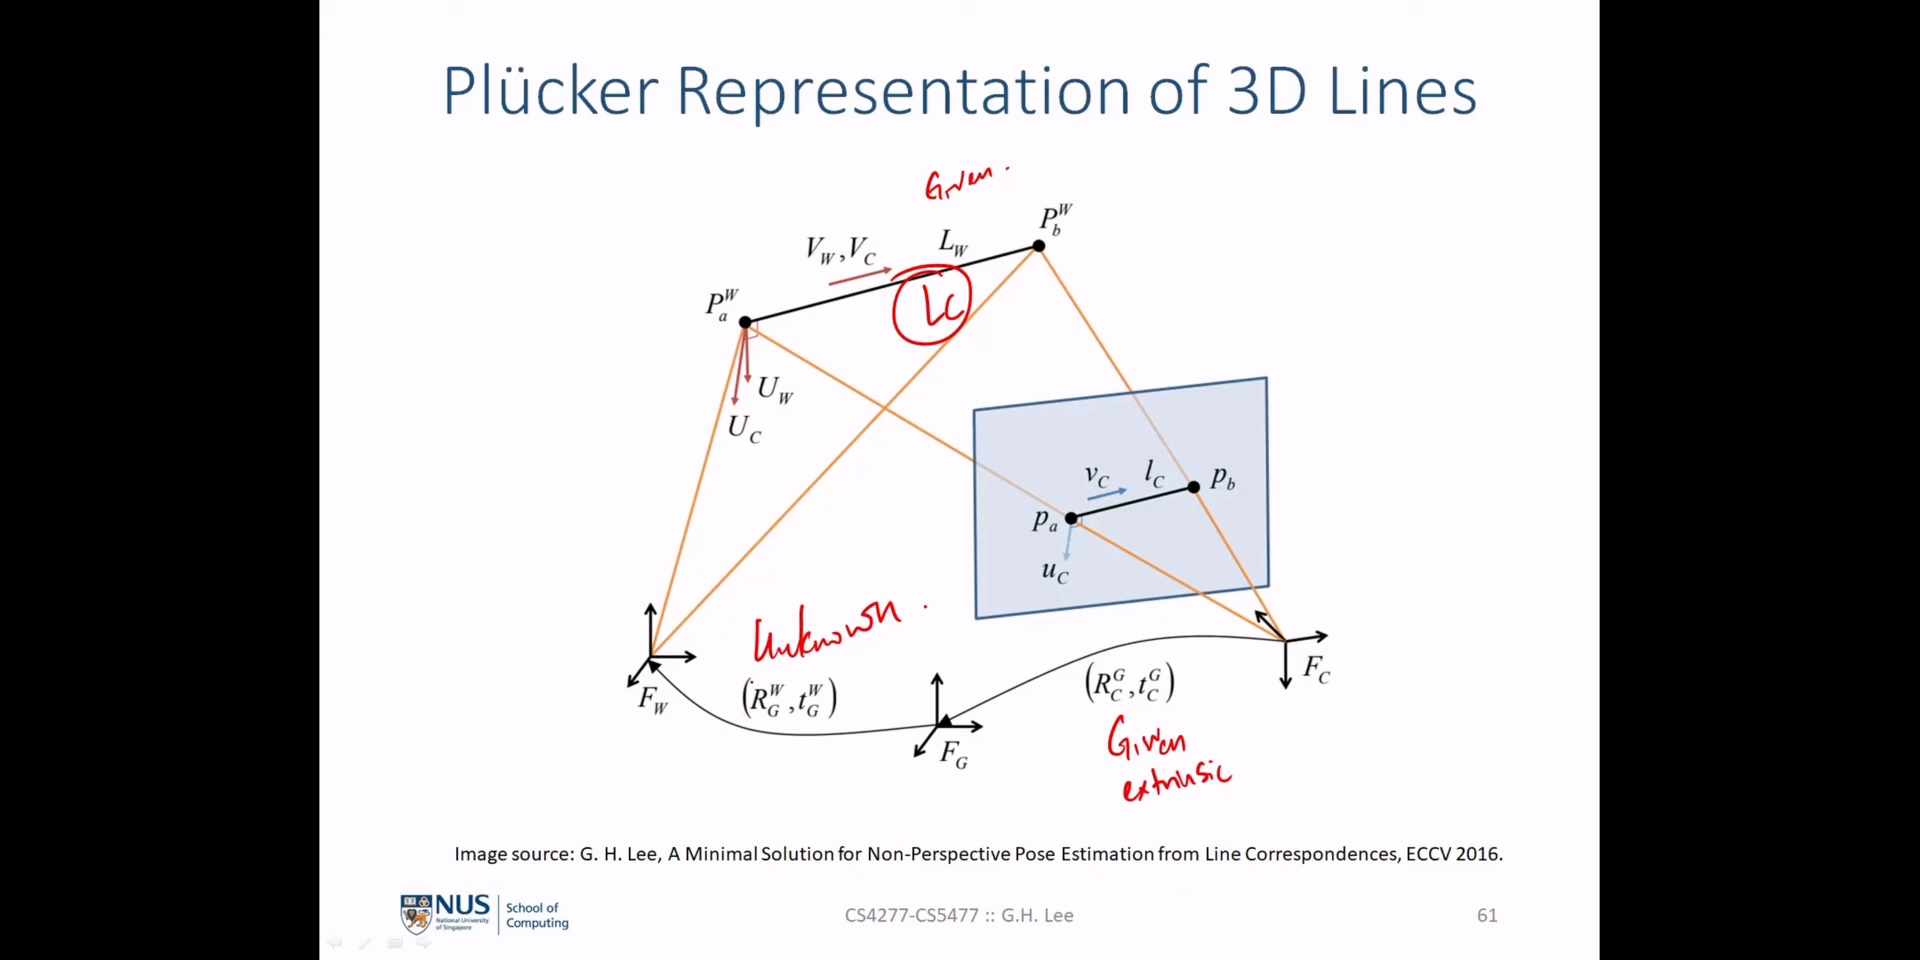 Plücker Representation of 3D Lines
Given.
P_b^W
V_W, V_C
L_W
L_C
P_a^W
U_W
U_C
v_C
l_C
p_b
p_a
u_C
Unknown.
(R_G^W, t_G^W)
(R_C^G, t_C^G)
F_W
F_C
F_G
Given
extrinsic
Image source: G. H. Lee, A Minimal Solution for Non-Perspective Pose Estimation from Line Correspondences, ECCV 2016.
NUS
National University
of Singapore
School of
Computing
CS4277-CS5477 :: G.H. Lee
61